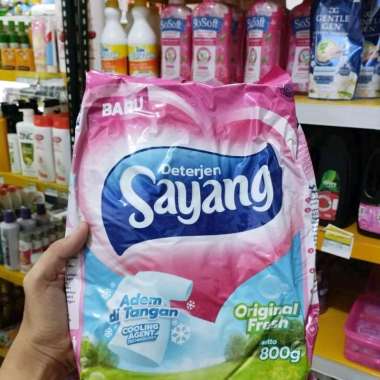 SoSoft
SoSoft
SoSoft
GENTLE
GEN
BARU
Deterjen
Sayang
Adem
di Tangan
COOLING
AGENT
Original
Fresh
netto
800g